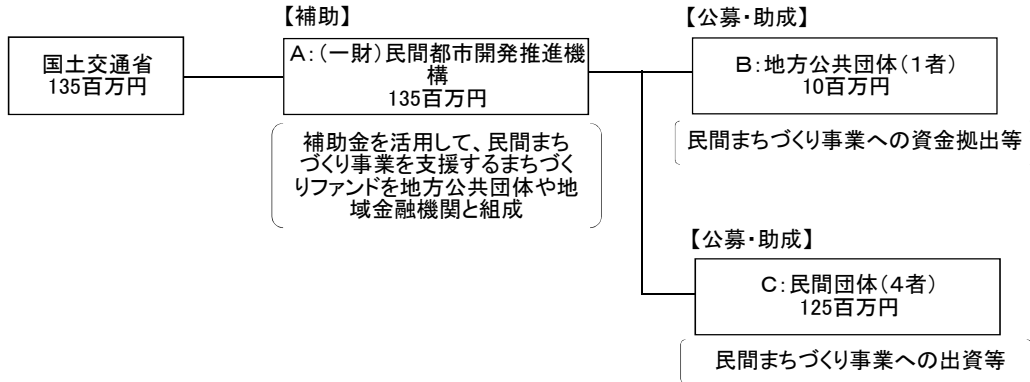 【補助】
【公募・助成】
国土交通省
135百万円
A:(一財)民間都市開発推進機
構
135百万円
B:地方公共団体(1者)
10百万円
補助金を活用して、民間まち
づくり事業を支援するまちづく
りファンドを地方公共団体や地
域金融機関と組成
民間まちづくり事業への資金拠出等
【公募・助成】
C:民間団体(4者)
125百万円
民間まちづくり事業への出資等